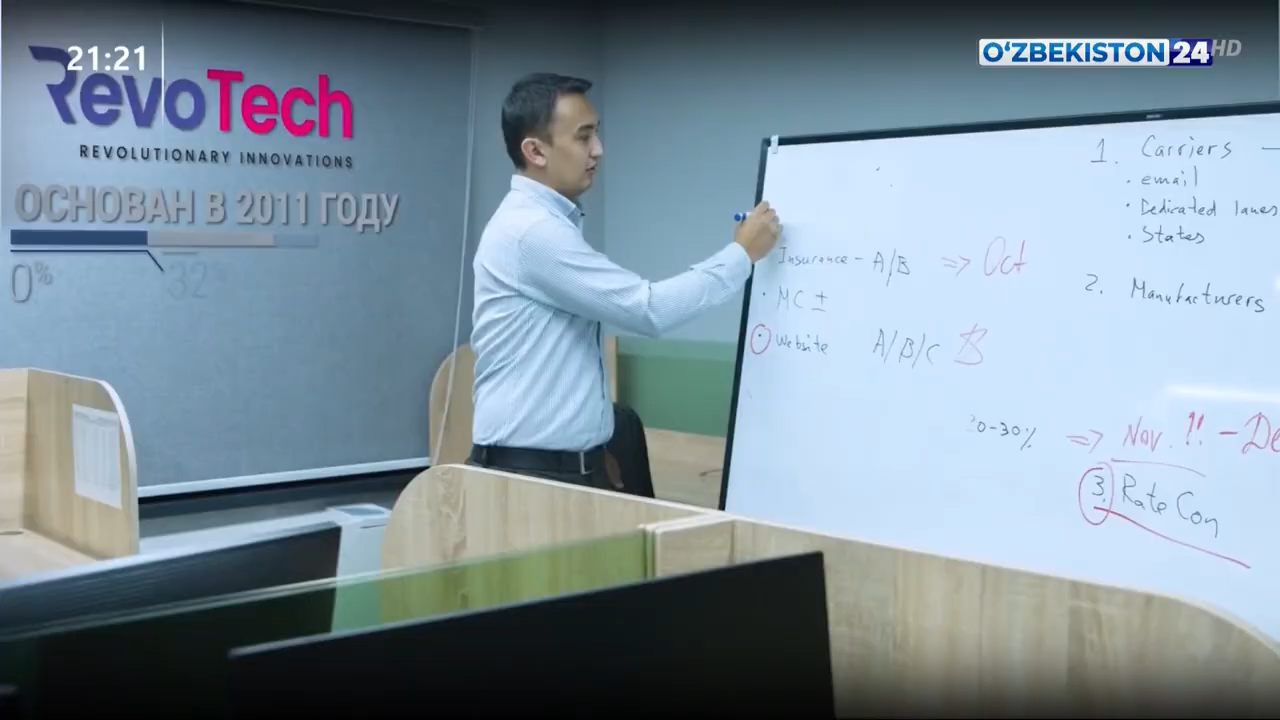 21:21
O‘ZBEKISTON 24 HD
RevoTech
REVOLUTIONARY INNOVATIONS
ОСНОВАН В 2011 ГОДУ
0%
32%
1. Carriers –
· email
· Dedicated lanes
· States
2. Manufacturers
Insurance – A/B => Oct
· MC ±
· Website A/B/C B
0-30% => Nov. !! – De
3. Rate Con